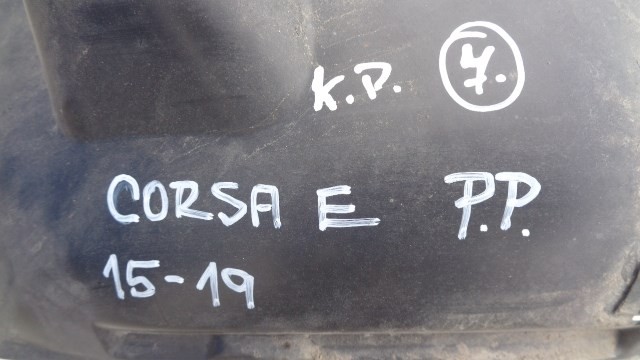 K.P. 7.
CORSA E P.P.
15-19